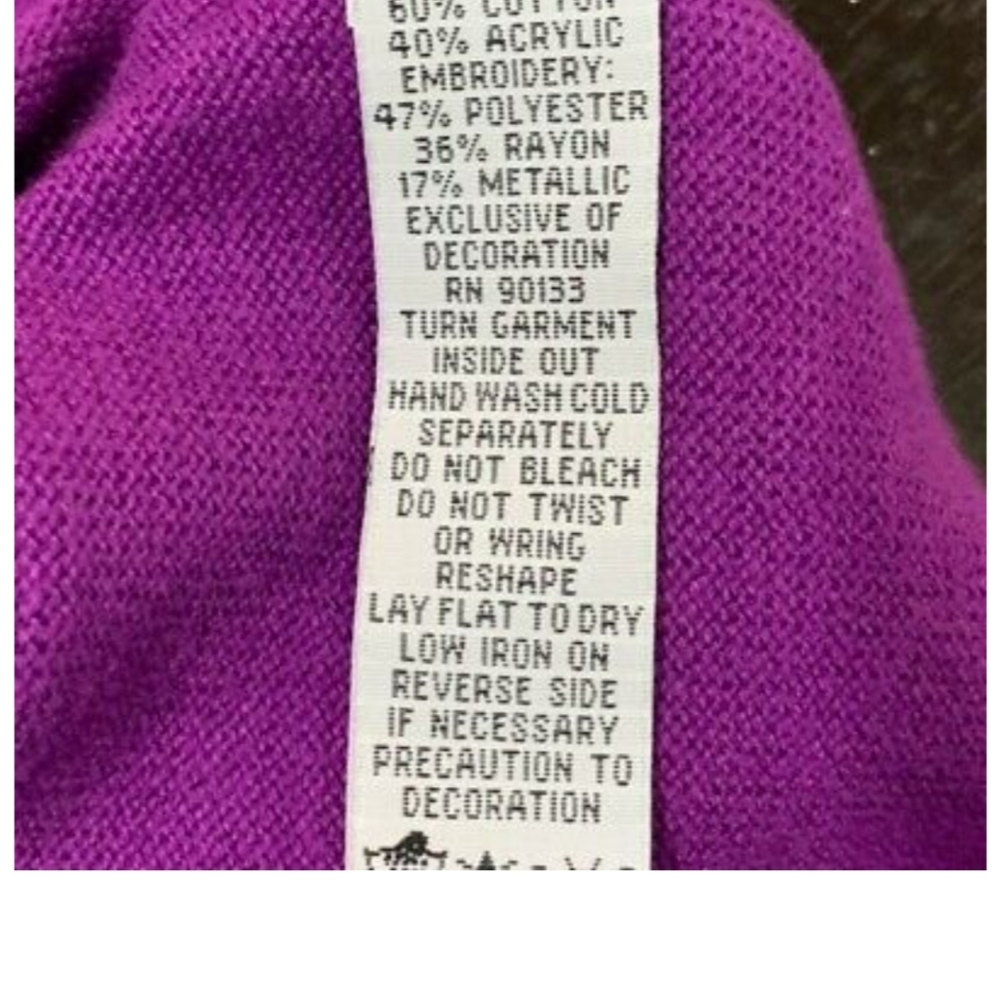 60% COTTON
40% ACRYLIC
EMBROIDERY:
47% POLYESTER
36% RAYON
17% METALLIC
EXCLUSIVE OF
DECORATION
RN 90133
TURN GARMENT
INSIDE OUT
HAND WASH COLD
SEPARATELY
DO NOT BLEACH
DO NOT TWIST
OR WRING
RESHAPE
LAY FLAT TO DRY
LOW IRON ON
REVERSE SIDE
IF NECESSARY
PRECAUTION TO
DECORATION